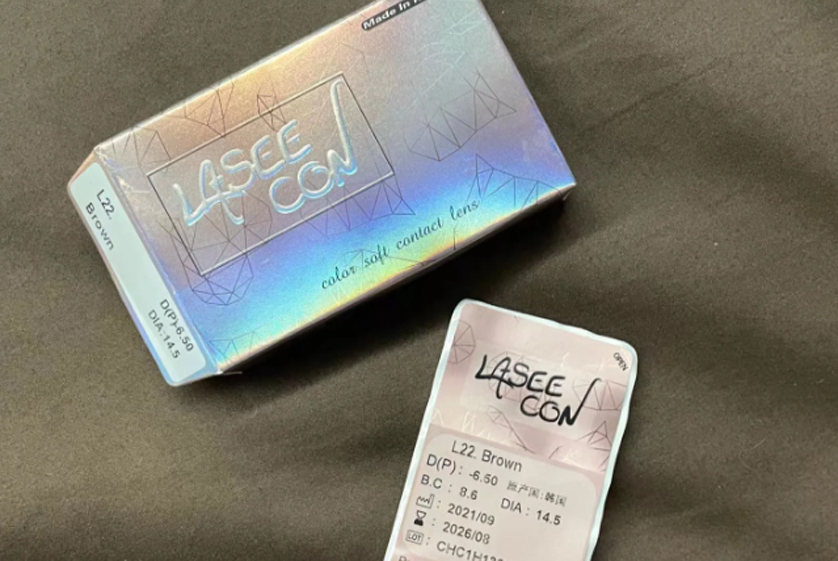 Made in
LASEE
CON
color soft contact lens
L22.
Brown
D(P)-6.50
DIA:14.5
OPEN
LASEE
CON
L22. Brown
D(P): -6.50 原产国:韩国
B.C : 8.6 DIA : 14.5
: 2021/09
: 2026/08
LOT : CHC1H1